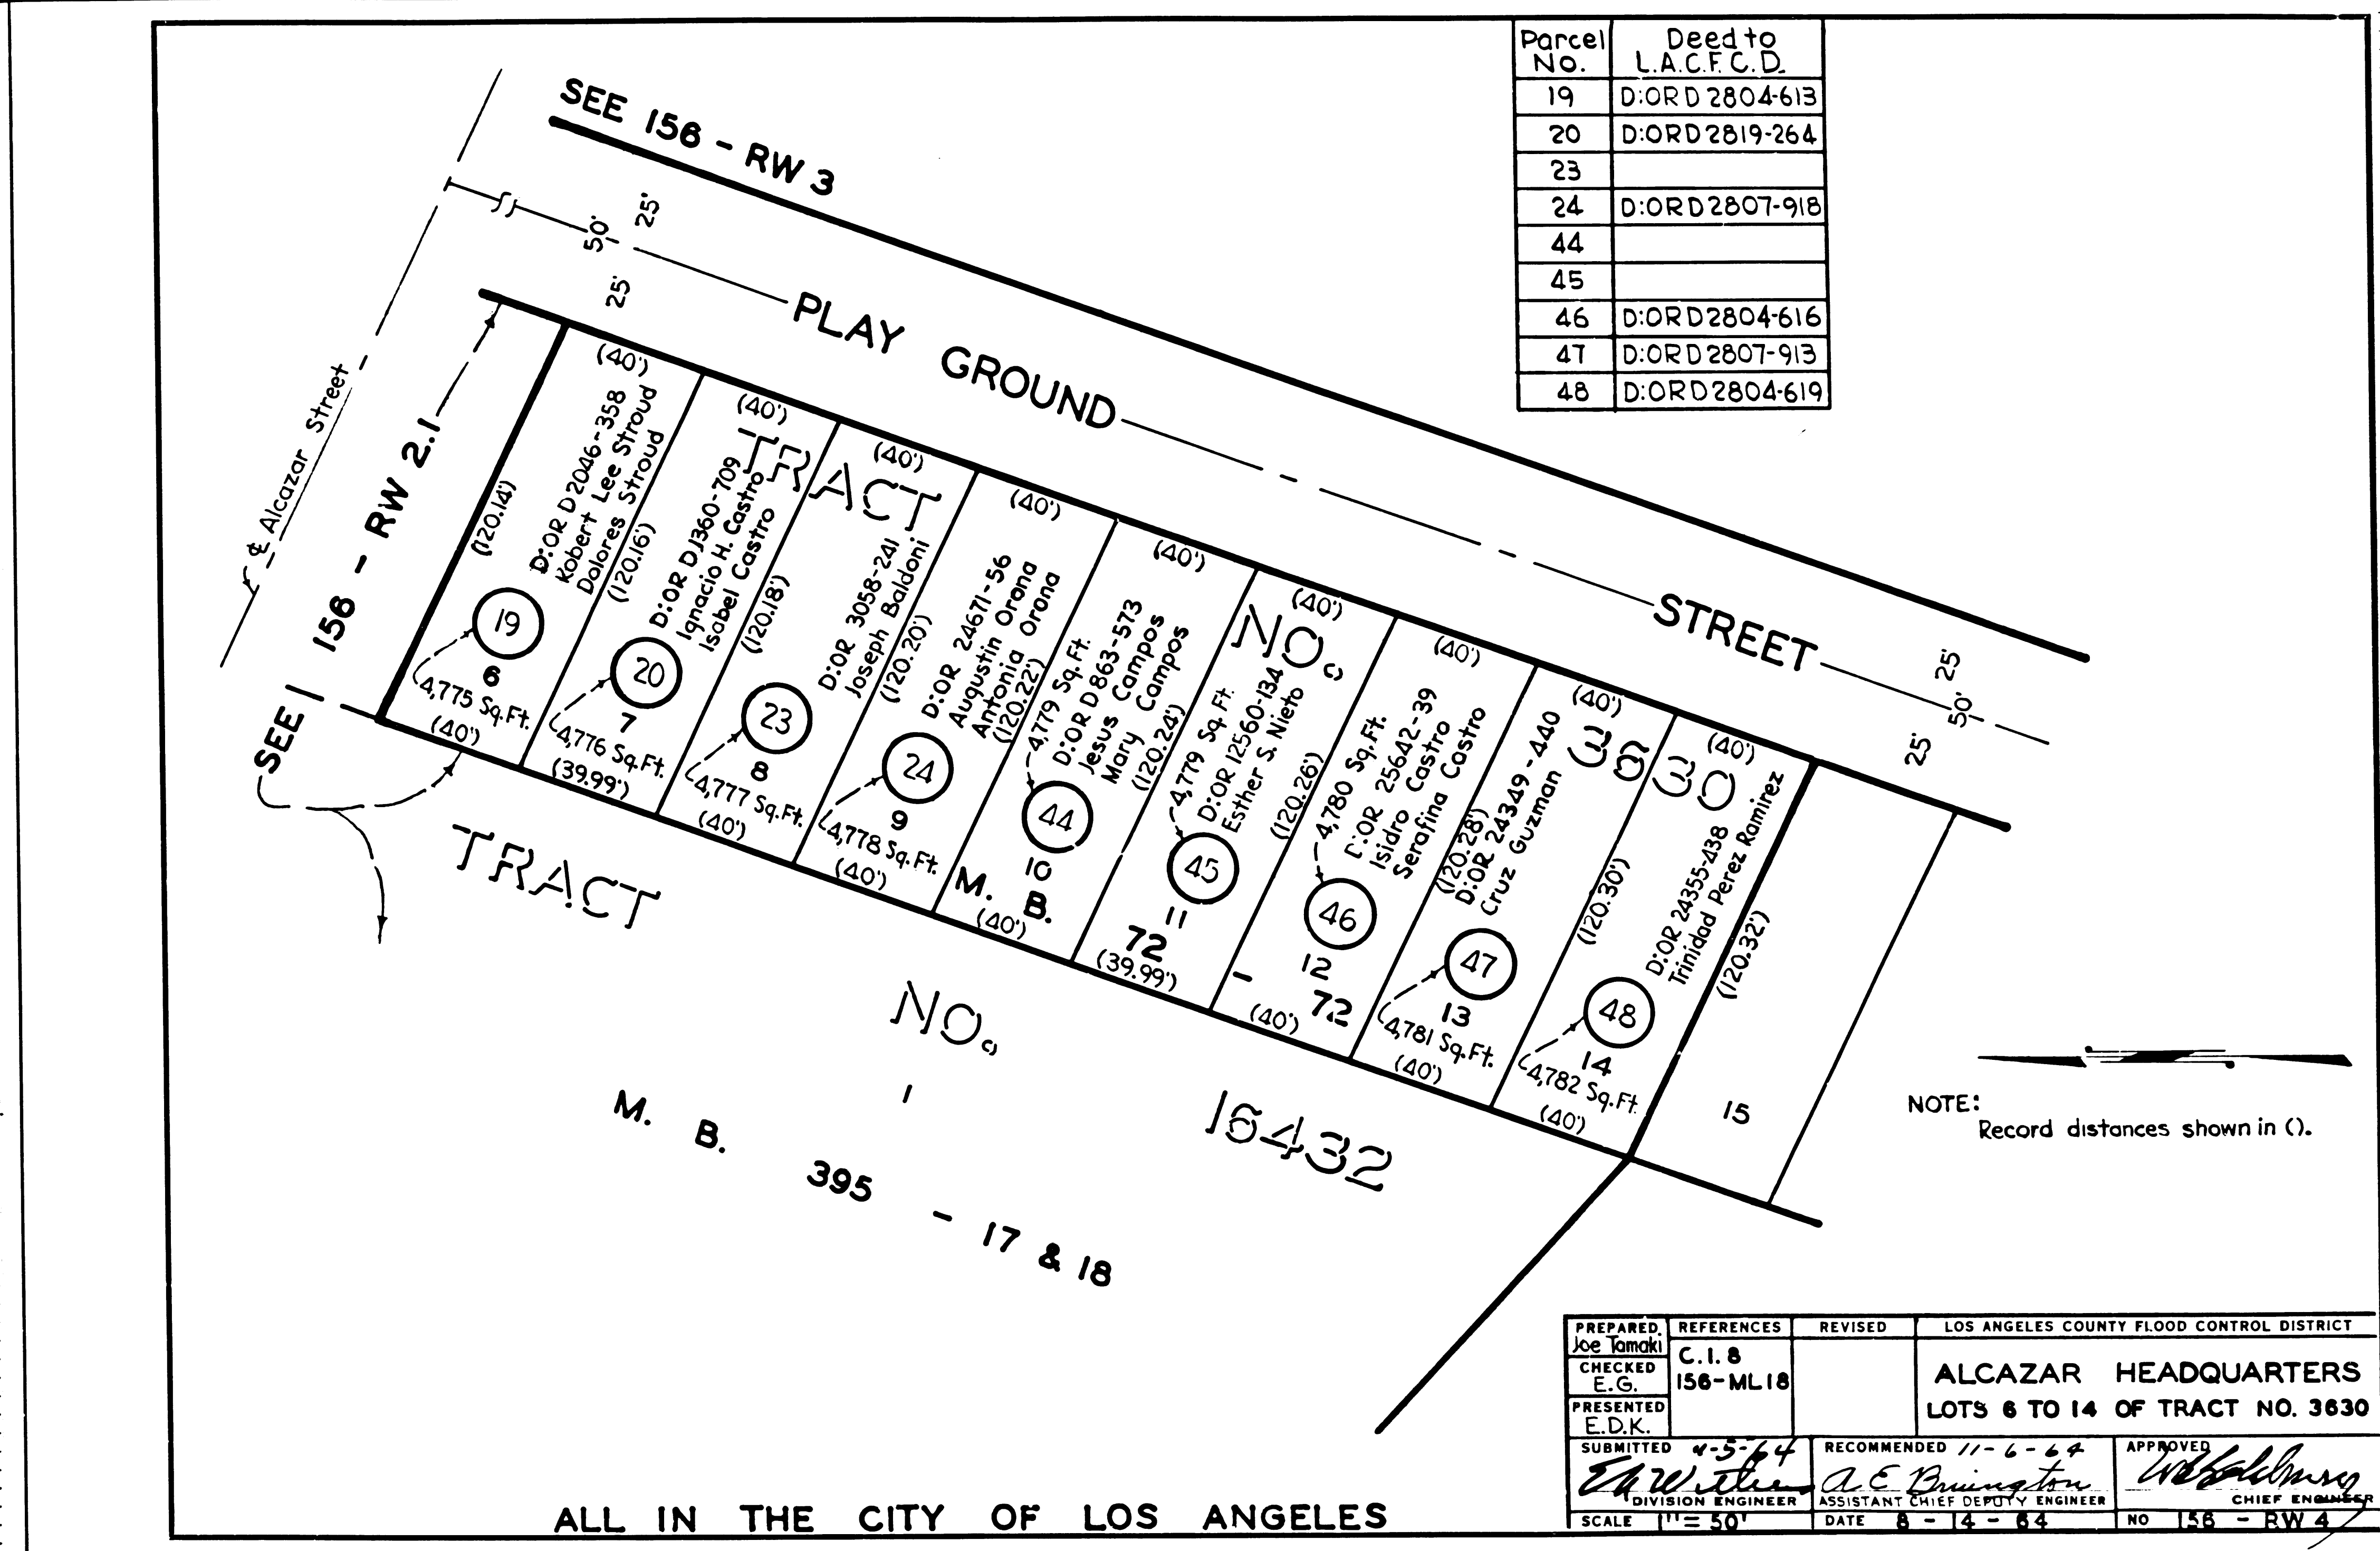 Parcel No. Deed to L.A.C.F.C.D.
19 D:OR D 2804-613
20 D:ORD 2819-264
23
24 D:ORD 2807-918
44
45
46 D:ORD 2804-616
47 D:ORD 2807-913
48 D:ORD 2804-619
SEE 156 - RW 3
25'
50'
25'
PLAY GROUND STREET
25'
50'
25'
℄ Alcazar Street
SEE 156 - RW 2.1
TRACT NO. 3630
M. B. 72 - 72
(40')
(120.14')
D:OR D 2046-358
Robert Lee Stroud
Dolores Stroud
(120.16')
19
6
4,775 Sq.Ft.
(40')
(40')
D:OR D1360-709
Ignacio H. Castro
Isabel Castro
(120.18')
20
7
4,776 Sq.Ft.
(39.99')
(40')
D:OR 3058-241
Joseph Baldoni
(120.20')
23
8
4,777 Sq.Ft.
(40')
(40')
D:OR 24671-56
Augustin Orona
Antonia Orona
(120.22')
24
9
4,778 Sq.Ft.
(40')
(40')
4,779 Sq.Ft.
D:OR D 863-573
Jesus Campos
Mary Campos
(120.24')
44
10
(40')
(40')
4,779 Sq.Ft.
D:OR 12560-134
Esther S. Nieto
(120.26')
45
11
(39.99')
(40')
4,780 Sq.Ft.
D:OR 25642-39
Isidro Castro
Serafina Castro
(120.28')
46
12
(40')
(40')
D:OR 24349-440
Cruz Guzman
(120.30')
47
13
4,781 Sq.Ft.
(40')
(40')
D:OR 24355-438
Trinidad Perez Ramirez
(120.32')
48
14
4,782 Sq.Ft.
(40')
15
TRACT NO. 16432
M. B. 395 - 17 & 18
NOTE:
Record distances shown in ().
ALL IN THE CITY OF LOS ANGELES
PREPARED
Joe Tamaki
CHECKED
E.G.
PRESENTED
E.D.K.
REFERENCES
C.I. 8
156-ML18
REVISED
LOS ANGELES COUNTY FLOOD CONTROL DISTRICT
ALCAZAR HEADQUARTERS
LOTS 6 TO 14 OF TRACT NO. 3630
SUBMITTED 11-5-64
DIVISION ENGINEER
RECOMMENDED 11-6-64
A E Bruington
ASSISTANT CHIEF DEPUTY ENGINEER
APPROVED
CHIEF ENGINEER
SCALE 1"= 50'
DATE 8 - 14 - 64
NO 156 - RW 4